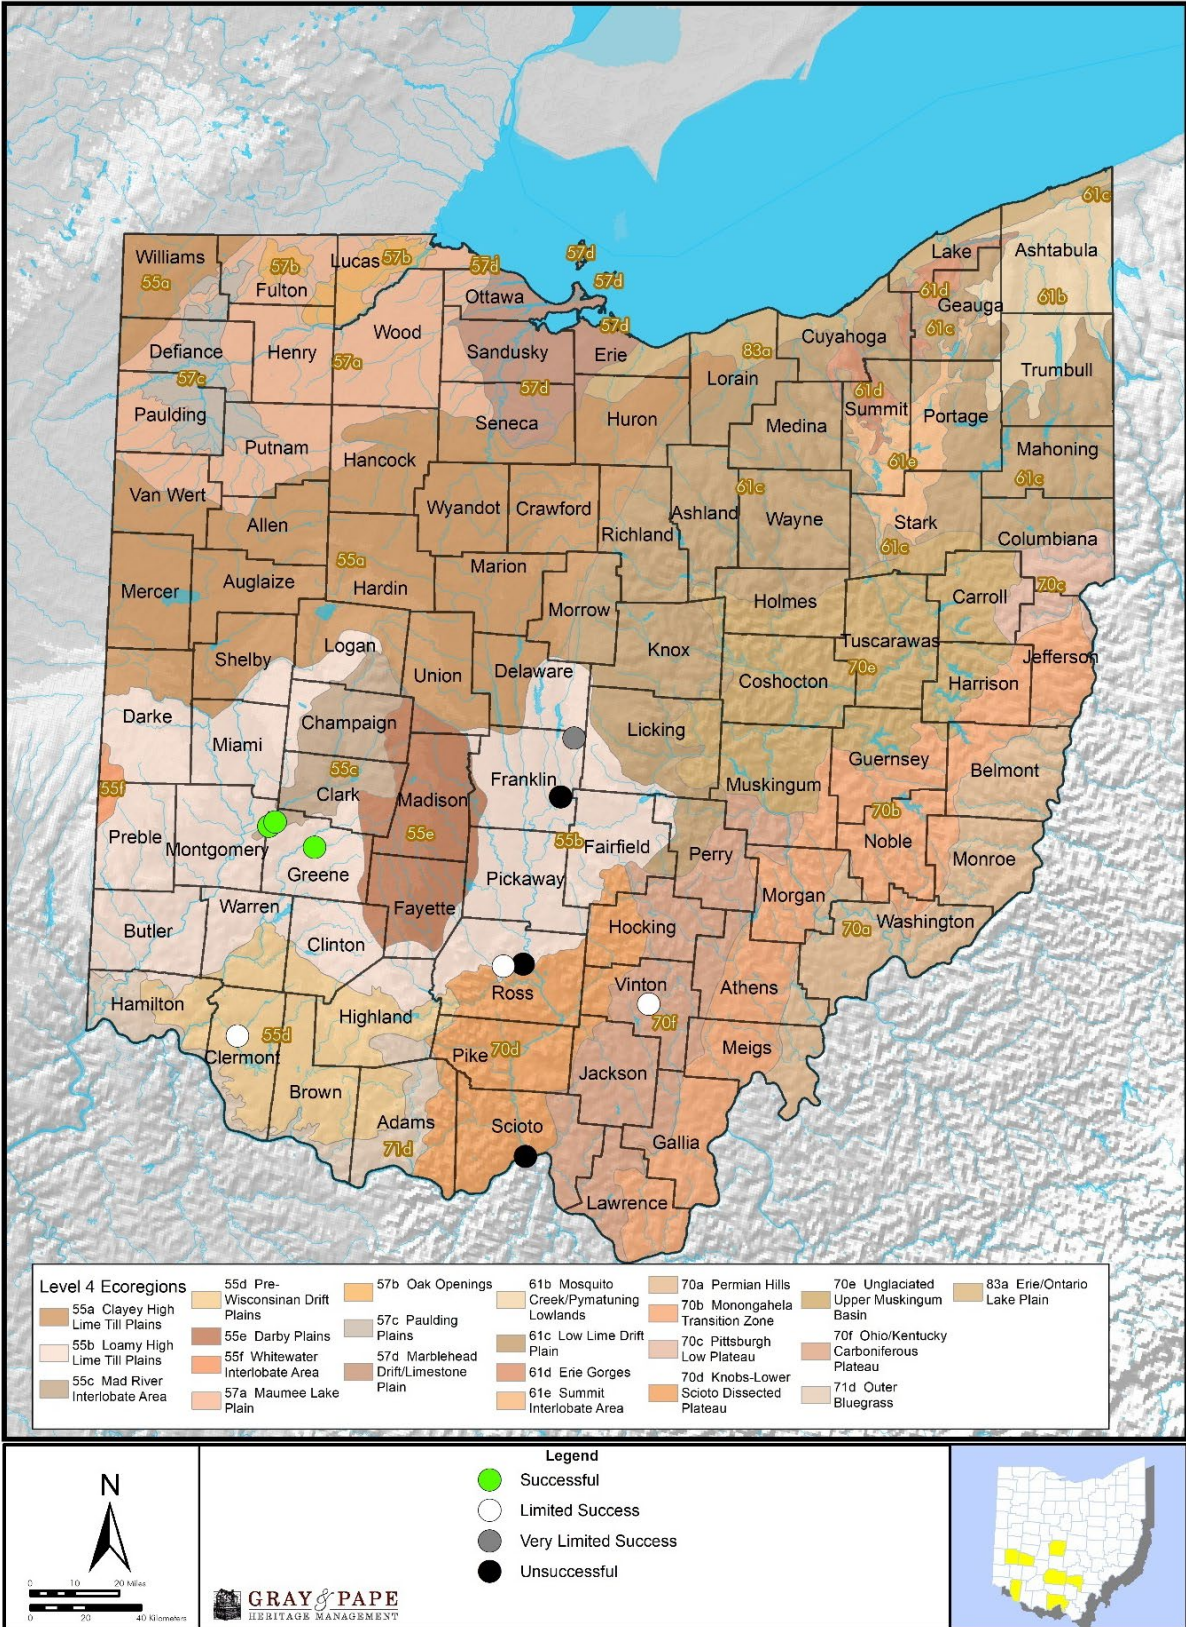 Williams
55a
57b
Fulton
Lucas
57b
57d
Ottawa
57d
57d
57d
Lake
61c
Ashtabula
61d
Geauga
61b
61c
Defiance
57c
Henry
57a
Wood
Sandusky
57d
Erie
83a
Lorain
Cuyahoga
61d
Summit
Portage
Trumbull
Paulding
Putnam
Hancock
Seneca
Huron
Medina
61e
Mahoning
61c
Van Wert
Allen
Wyandot
Crawford
Richland
Ashland
61c
Wayne
Stark
61c
Columbiana
70c
Mercer
Auglaize
55a
Hardin
Marion
Morrow
Holmes
Carroll
Tuscarawas
70e
Jefferson
Harrison
Shelby
Logan
Union
Delaware
Knox
Coshocton
Darke
Miami
Champaign
55c
Clark
Madison
55e
Franklin
Licking
Muskingum
Guernsey
Belmont
70b
Noble
Monroe
55f
Preble
Montgomery
Greene
55b
Fairfield
Pickaway
Perry
Morgan
Washington
70a
Butler
Warren
Clinton
Fayette
Hocking
Hamilton
Clermont
55d
Highland
Ross
Vinton
70f
Athens
Meigs
Brown
Pike
70d
Jackson
Adams
71d
Scioto
Gallia
Lawrence
Level 4 Ecoregions
55a Clayey High
Lime Till Plains
55b Loamy High
Lime Till Plains
55c Mad River
Interlobate Area
55d Pre-
Wisconsinan Drift
Plains
55e Darby Plains
55f Whitewater
Interlobate Area
57a Maumee Lake
Plain
57b Oak Openings
57c Paulding
Plains
57d Marblehead
Drift/Limestone
Plain
61b Mosquito
Creek/Pymatuning
Lowlands
61c Low Lime Drift
Plain
61d Erie Gorges
61e Summit
Interlobate Area
70a Permian Hills
70b Monongahela
Transition Zone
70c Pittsburgh
Low Plateau
70d Knobs-Lower
Scioto Dissected
Plateau
70e Unglaciated
Upper Muskingum
Basin
70f Ohio/Kentucky
Carboniferous
Plateau
71d Outer
Bluegrass
83a Erie/Ontario
Lake Plain
N
0 10 20 Miles
0 20 40 Kilometers
GRAY & PAPE
HERITAGE MANAGEMENT
Legend
Successful
Limited Success
Very Limited Success
Unsuccessful